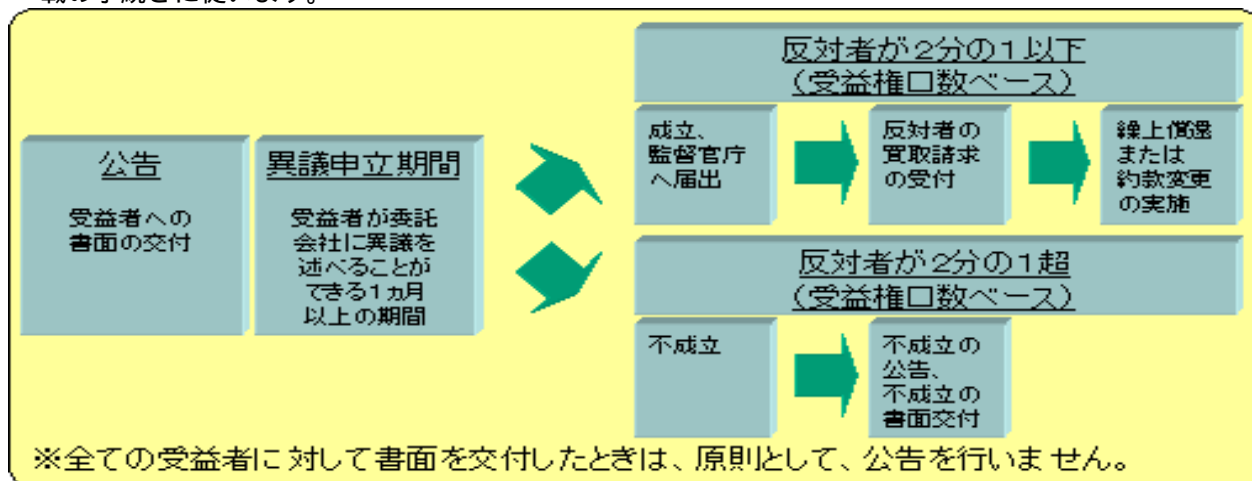 載の手続きに従います。
公告
受益者への
書面の交付
異議申立期間
受益者が委託
会社に異議を
述べることが
できる1ヵ月
以上の期間
反対者が2分の1以下
(受益権口数ベース)
成立、
監督官庁
へ届出
反対者の
買取請求
の受付
繰上償還
または
約款変更
の実施
反対者が2分の1超
(受益権口数ベース)
不成立
不成立の
公告、
不成立の
書面交付
※全ての受益者に対して書面を交付したときは、原則として、公告を行いません。